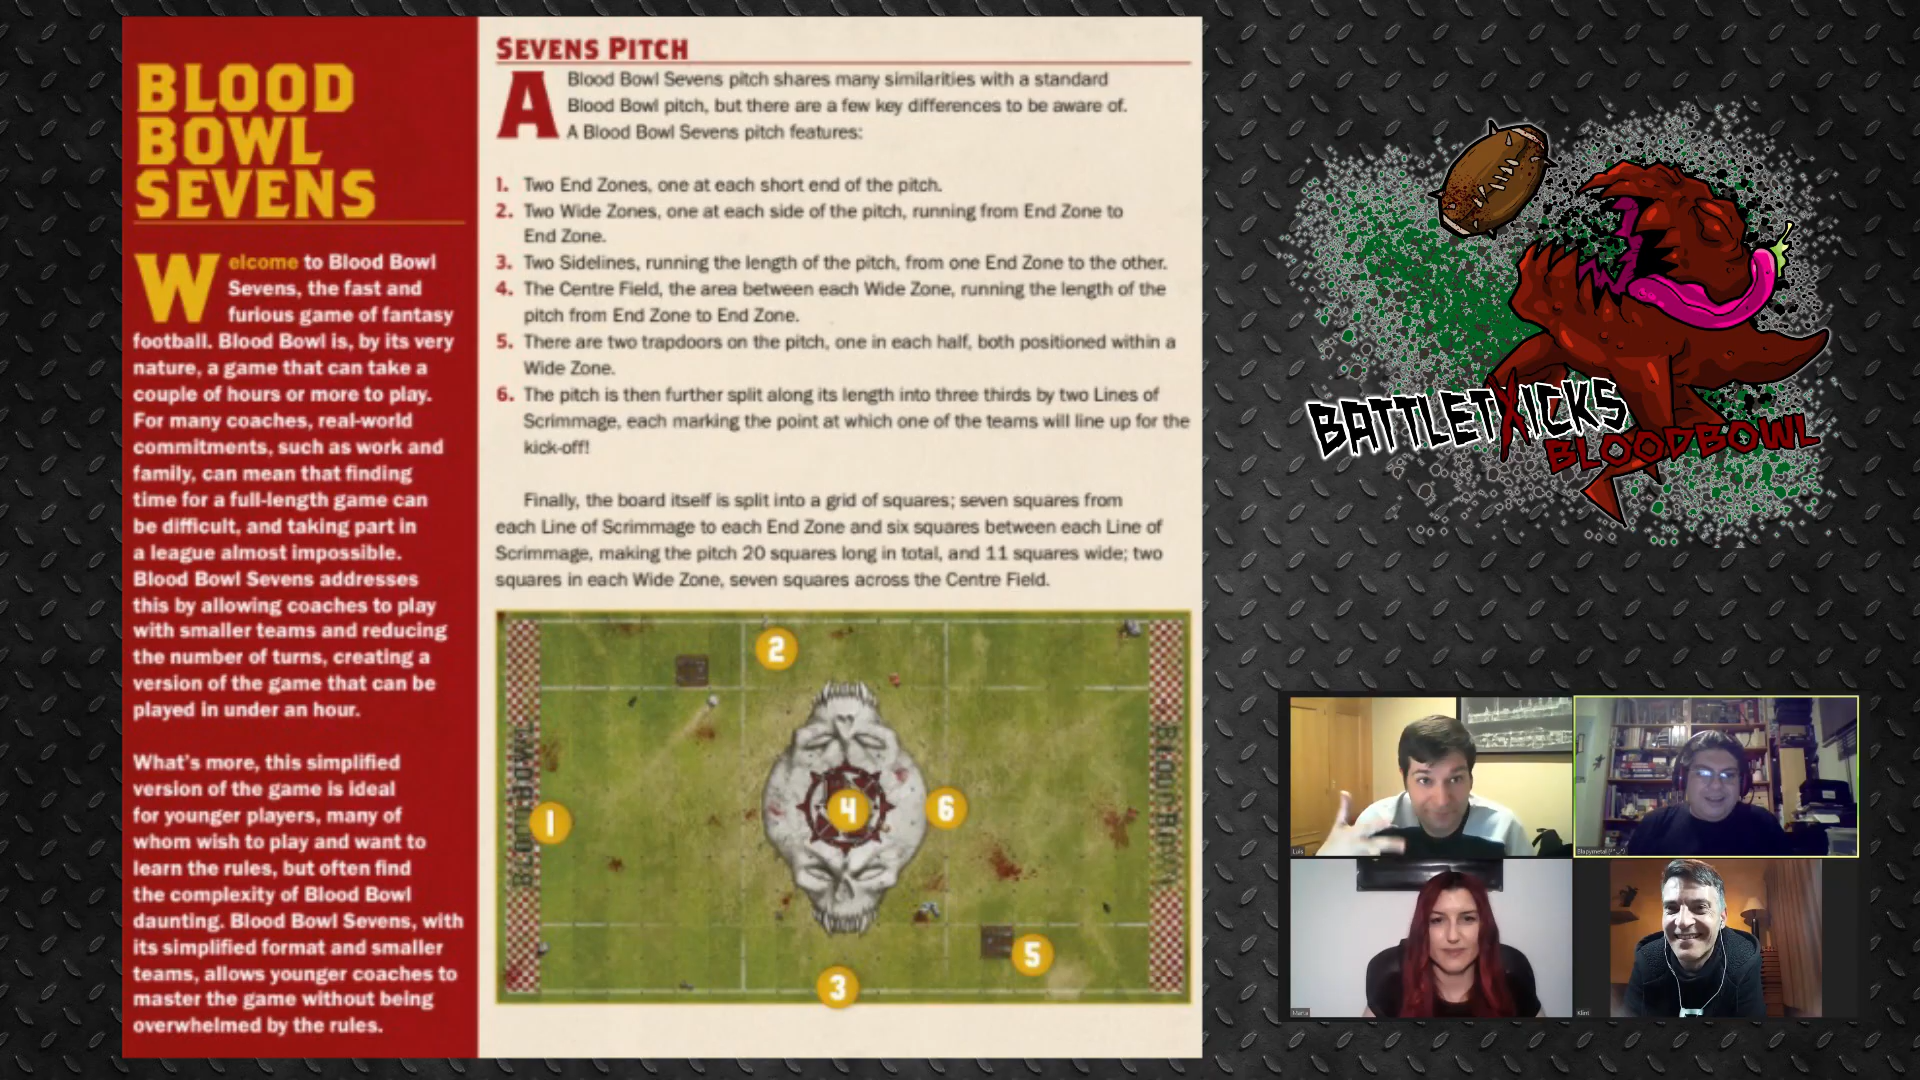 BLOOD
BOWL
SEVENS
Welcome to Blood Bowl
Sevens, the fast and
furious game of fantasy
football. Blood Bowl is, by its very
nature, a game that can take a
couple of hours or more to play.
For many coaches, real-world
commitments, such as work and
family, can mean that finding
time for a full-length game can
be difficult, and taking part in
a league almost impossible.
Blood Bowl Sevens addresses
this by allowing coaches to play
with smaller teams and reducing
the number of turns, creating a
version of the game that can be
played in under an hour.
What's more, this simplified
version of the game is ideal
for younger players, many of
whom wish to play and want to
learn the rules, but often find
the complexity of Blood Bowl
daunting. Blood Bowl Sevens, with
its simplified format and smaller
teams, allows younger coaches to
master the game without being
overwhelmed by the rules.
SEVENS PITCH
A Blood Bowl Sevens pitch shares many similarities with a standard
Blood Bowl pitch, but there are a few key differences to be aware of.
A Blood Bowl Sevens pitch features:
1. Two End Zones, one at each short end of the pitch.
2. Two Wide Zones, one at each side of the pitch, running from End Zone to
End Zone.
3. Two Sidelines, running the length of the pitch, from one End Zone to the other.
4. The Centre Field, the area between each Wide Zone, running the length of the
pitch from End Zone to End Zone.
5. There are two trapdoors on the pitch, one in each half, both positioned within a
Wide Zone.
6. The pitch is then further split along its length into three thirds by two Lines of
Scrimmage, each marking the point at which one of the teams will line up for the
kick-off!
Finally, the board itself is split into a grid of squares; seven squares from
each Line of Scrimmage to each End Zone and six squares between each Line of
Scrimmage, making the pitch 20 squares long in total, and 11 squares wide; two
squares in each Wide Zone, seven squares across the Centre Field.
2
BLOOD BOWL
BLOOD BOWL
1
4
6
5
3
BATTLETXICKS
BLOODBOWL
Luis
Maria
Klint